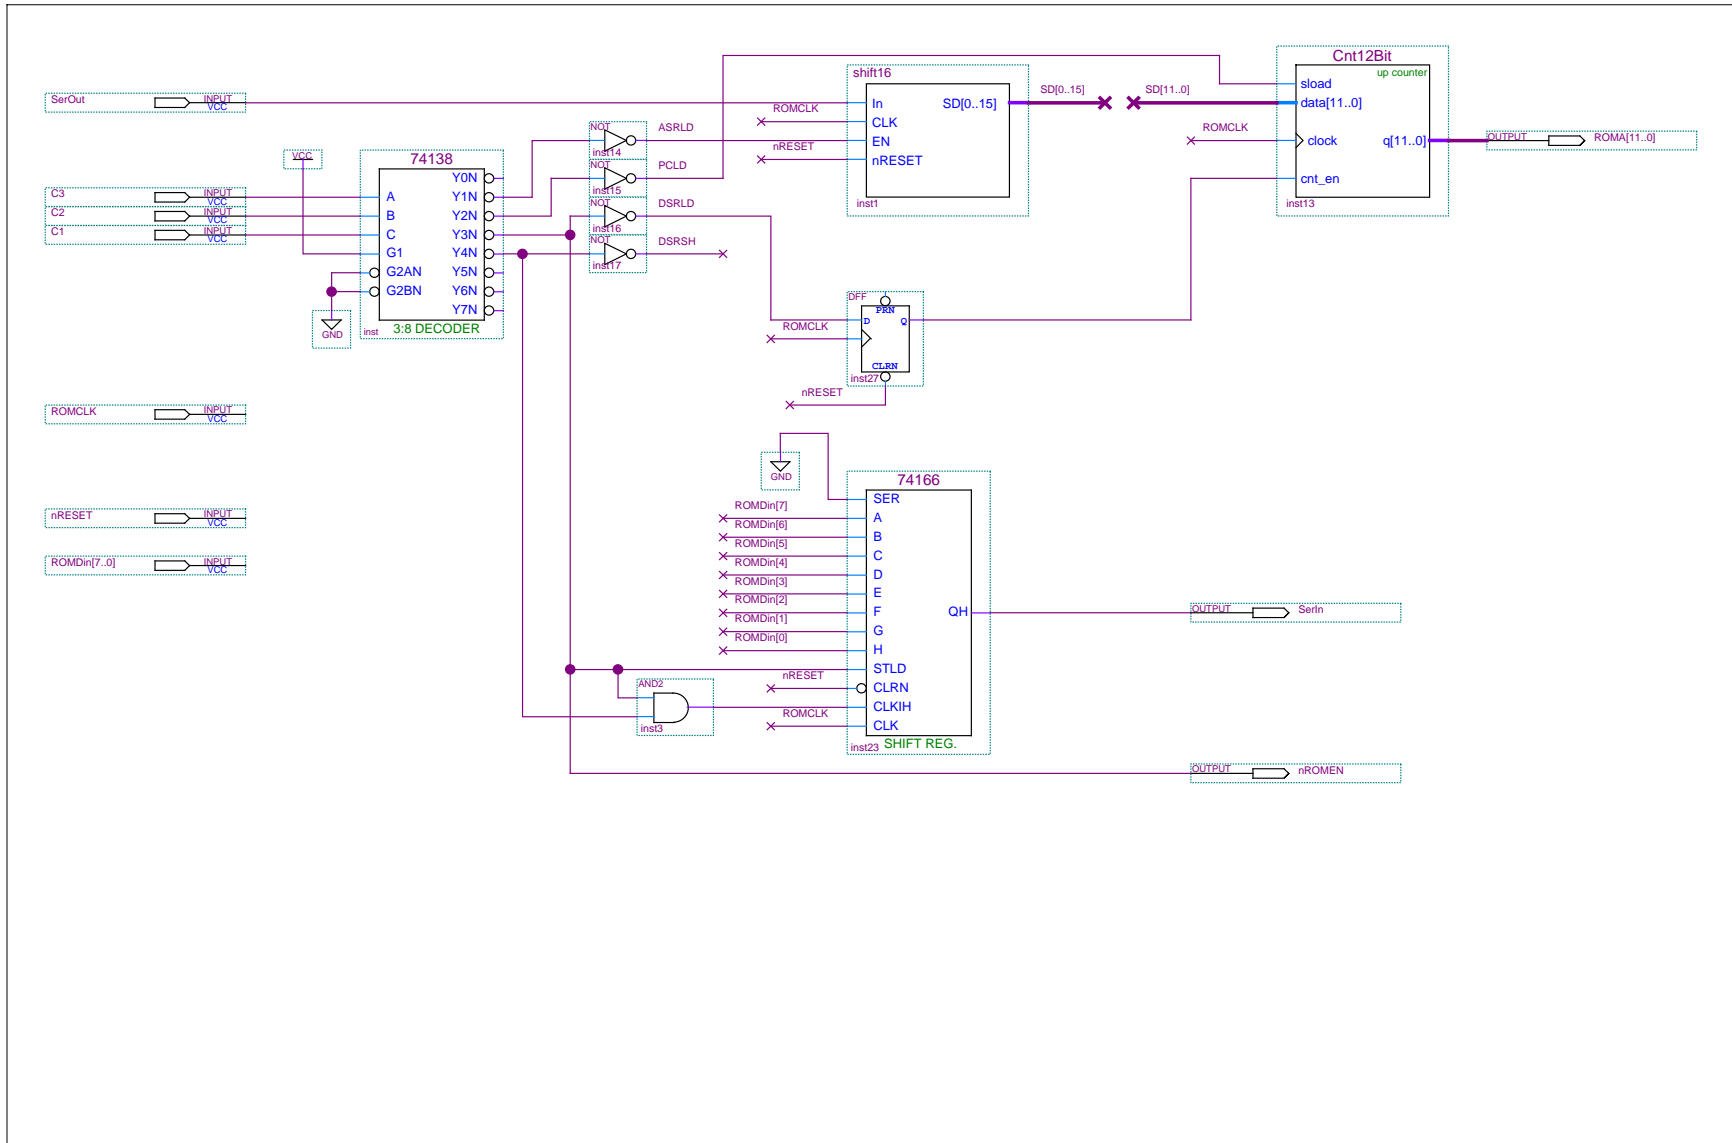 SerOut
INPUT
VCC
C3
INPUT
VCC
C2
INPUT
VCC
C1
INPUT
VCC
ROMCLK
INPUT
VCC
nRESET
INPUT
VCC
ROMDin[7..0]
INPUT
VCC
VCC
GND
74138
A
B
C
G1
G2AN
G2BN
Y0N
Y1N
Y2N
Y3N
Y4N
Y5N
Y6N
Y7N
inst
3:8 DECODER
NOT
inst14
ASRLD
NOT
inst15
PCLD
NOT
inst16
DSRLD
NOT
inst17
DSRSH
shift16
In
CLK
EN
nRESET
SD[0..15]
inst1
ROMCLK
nRESET
SD[0..15]
SD[11..0]
Cnt12Bit
up counter
sload
data[11..0]
clock
cnt_en
q[11..0]
inst13
ROMCLK
OUTPUT
ROMA[11..0]
DFF
PRN
D
Q
CLRN
inst27
ROMCLK
nRESET
GND
74166
SER
A
B
C
D
E
F
G
H
STLD
CLRN
CLKIH
CLK
QH
inst23
SHIFT REG.
ROMDin[7]
ROMDin[6]
ROMDin[5]
ROMDin[4]
ROMDin[3]
ROMDin[2]
ROMDin[1]
ROMDin[0]
nRESET
ROMCLK
AND2
inst3
OUTPUT
SerIn
OUTPUT
nROMEN